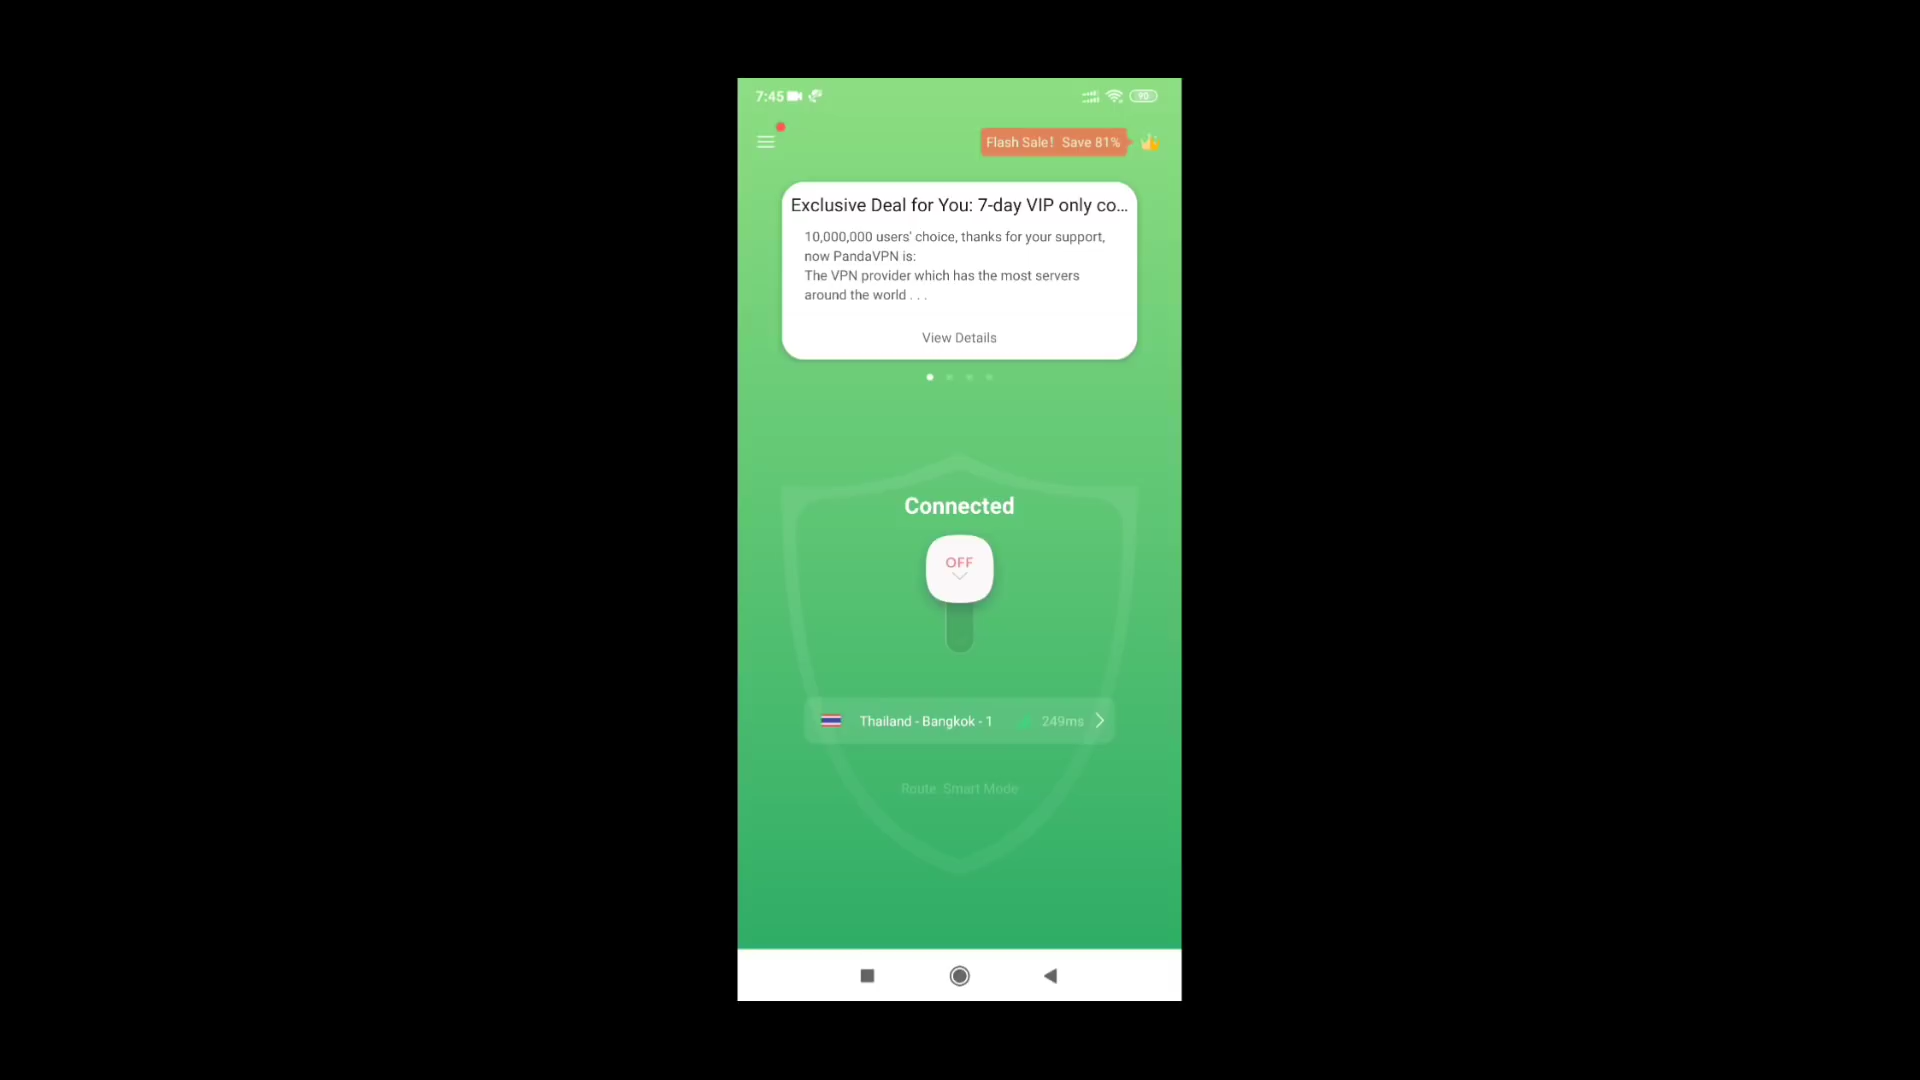 7:45
90
Flash Sale! Save 81%
Exclusive Deal for You: 7-day VIP only co...
10,000,000 users' choice, thanks for your support,
now PandaVPN is:
The VPN provider which has the most servers
around the world . . .
View Details
Connected
OFF
Thailand - Bangkok - 1 249ms
Route: Smart Mode